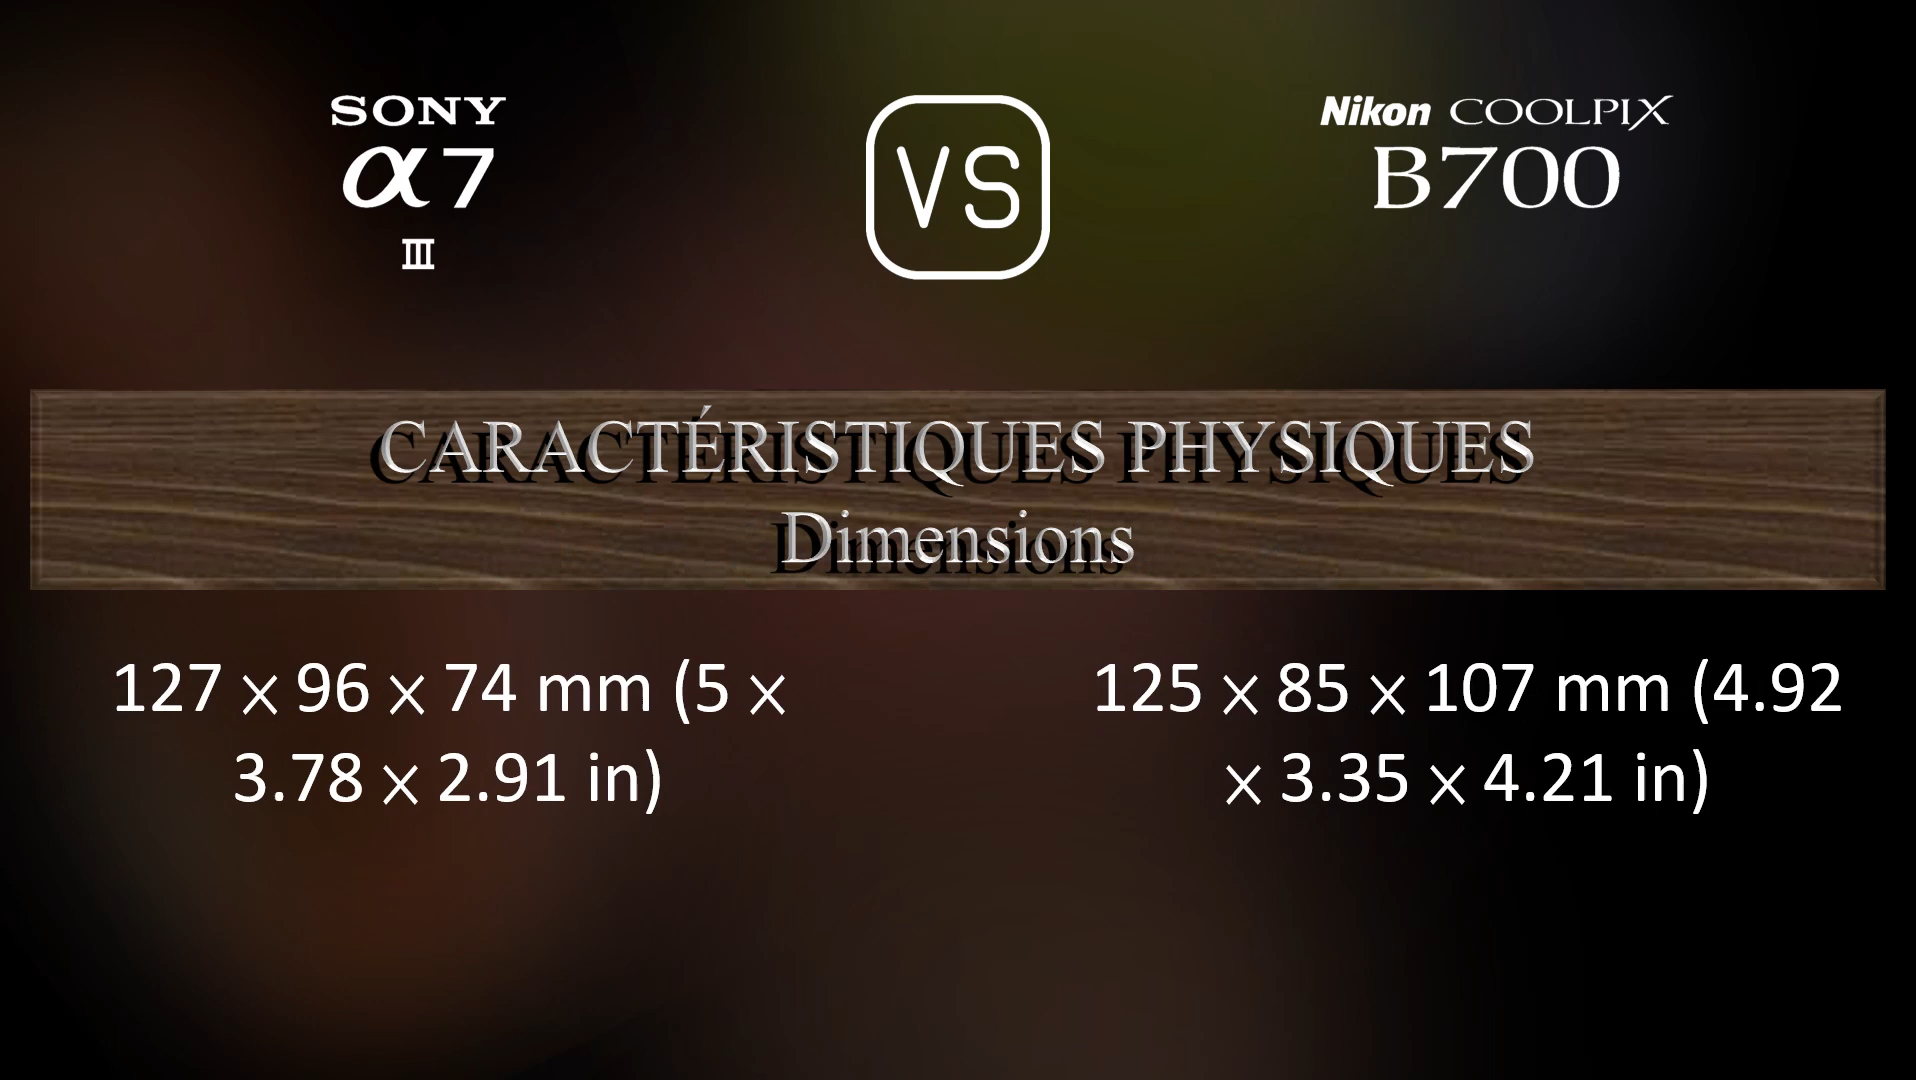 SONY
α7
III
VS
Nikon COOLPIX
B700
CARACTÉRISTIQUES PHYSIQUES
Dimensions
127 x 96 x 74 mm (5 x
3.78 x 2.91 in)
125 x 85 x 107 mm (4.92
x 3.35 x 4.21 in)